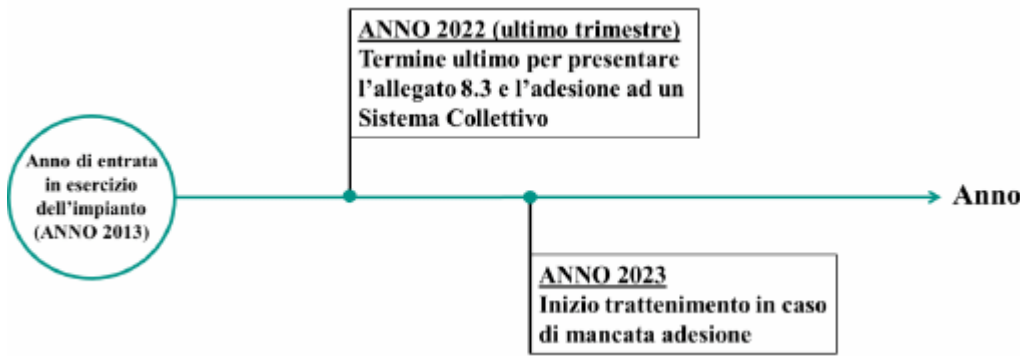 ANNO 2022 (ultimo trimestre)
Termine ultimo per presentare
l'allegato 8.3 e l'adesione ad un
Sistema Collettivo
Anno di entrata
in esercizio
dell'impianto
(ANNO 2013)
Anno
ANNO 2023
Inizio trattenimento in caso
di mancata adesione